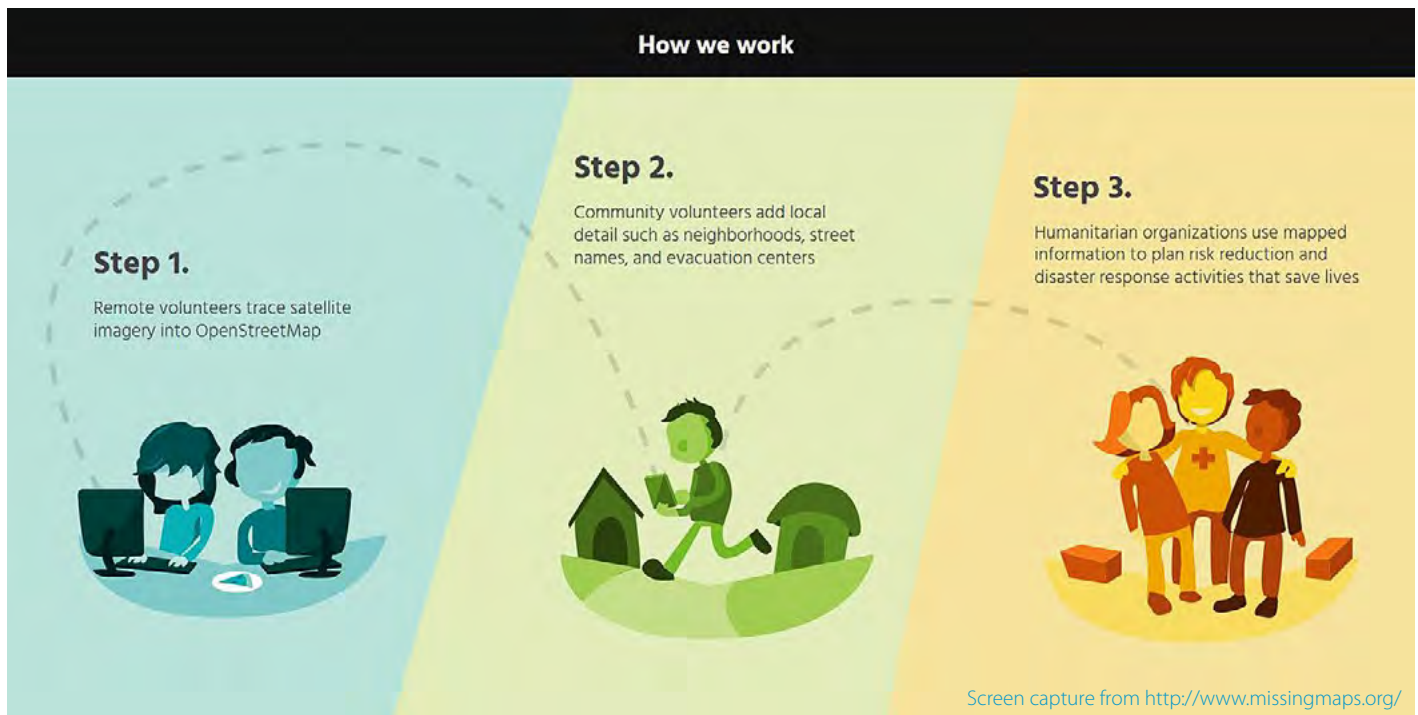 How we work
Step 1.
Remote volunteers trace satellite
imagery into OpenStreetMap
Step 2.
Community volunteers add local
detail such as neighborhoods, street
names, and evacuation centers
Step 3.
Humanitarian organizations use mapped
information to plan risk reduction and
disaster response activities that save lives
Screen capture from http://www.missingmaps.org/